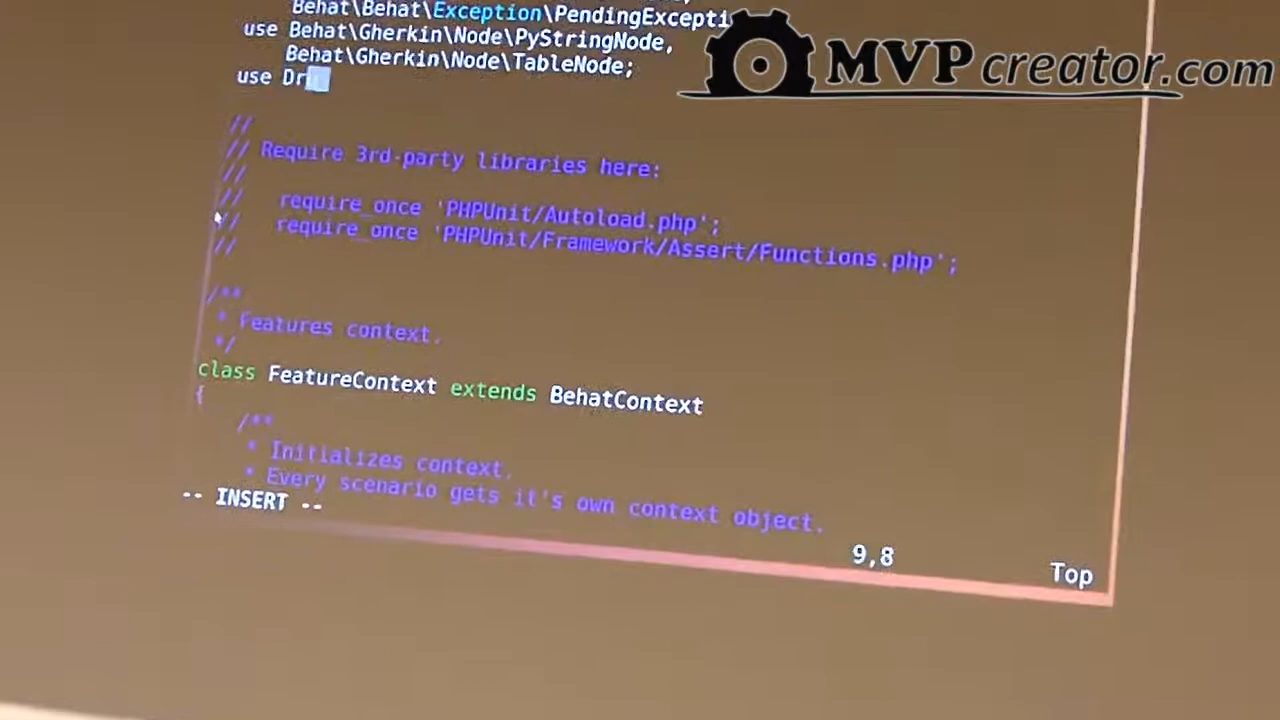 Behat\Behat\Exception\PendingExcepti
use Behat\Gherkin\Node\PyStringNode,
Behat\Gherkin\Node\TableNode;
use Dr
MVPcreator.com
//
// Require 3rd-party libraries here:
//
// require_once 'PHPUnit/Autoload.php';
// require_once 'PHPUnit/Framework/Assert/Functions.php';
//
/**
* Features context.
*/
class FeatureContext extends BehatContext
{
/**
* Initializes context.
* Every scenario gets it's own context object.
-- INSERT --
9,8
Top